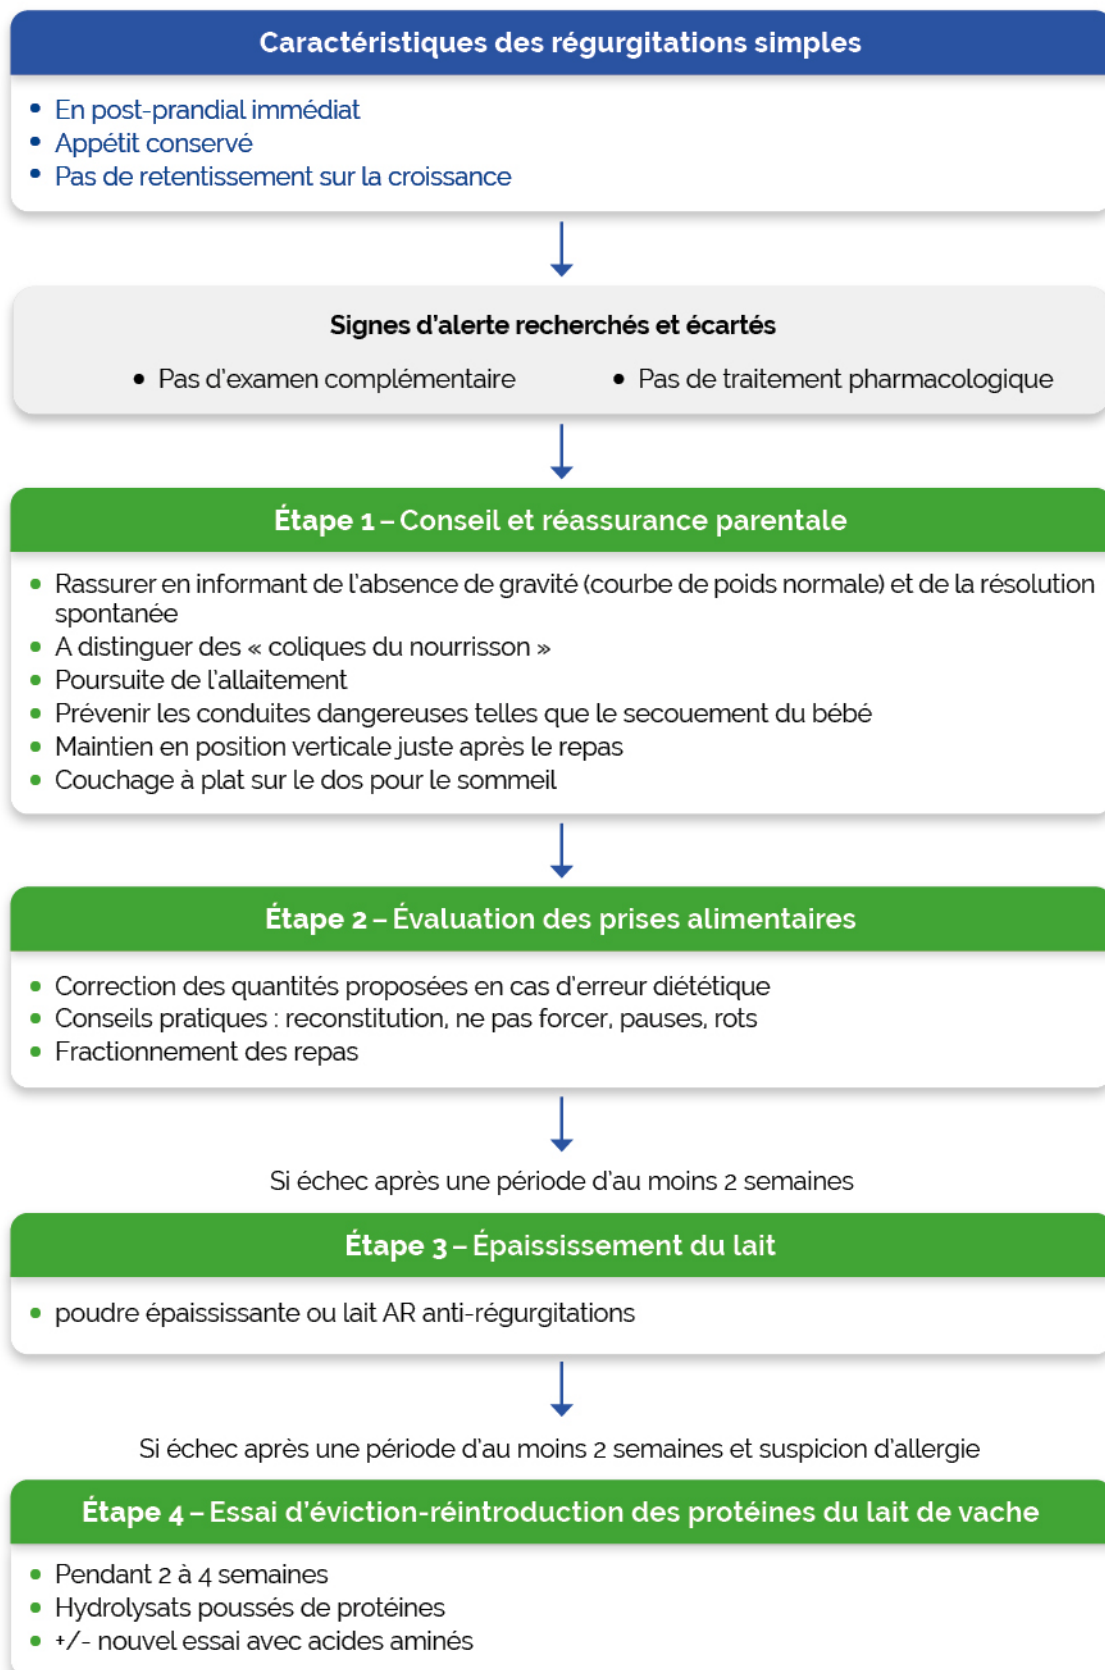 Caractéristiques des régurgitations simples
• En post-prandial immédiat
• Appétit conservé
• Pas de retentissement sur la croissance
Signes d'alerte recherchés et écartés
• Pas d'examen complémentaire • Pas de traitement pharmacologique
Étape 1 – Conseil et réassurance parentale
• Rassurer en informant de l'absence de gravité (courbe de poids normale) et de la résolution
spontanée
• A distinguer des « coliques du nourrisson »
• Poursuite de l'allaitement
• Prévenir les conduites dangereuses telles que le secouement du bébé
• Maintien en position verticale juste après le repas
• Couchage à plat sur le dos pour le sommeil
Étape 2 – Évaluation des prises alimentaires
• Correction des quantités proposées en cas d'erreur diététique
• Conseils pratiques : reconstitution, ne pas forcer, pauses, rots
• Fractionnement des repas
Si échec après une période d'au moins 2 semaines
Étape 3 – Épaississement du lait
• poudre épaississante ou lait AR anti-régurgitations
Si échec après une période d'au moins 2 semaines et suspicion d'allergie
Étape 4 – Essai d'éviction-réintroduction des protéines du lait de vache
• Pendant 2 à 4 semaines
• Hydrolysats poussés de protéines
• +/- nouvel essai avec acides aminés